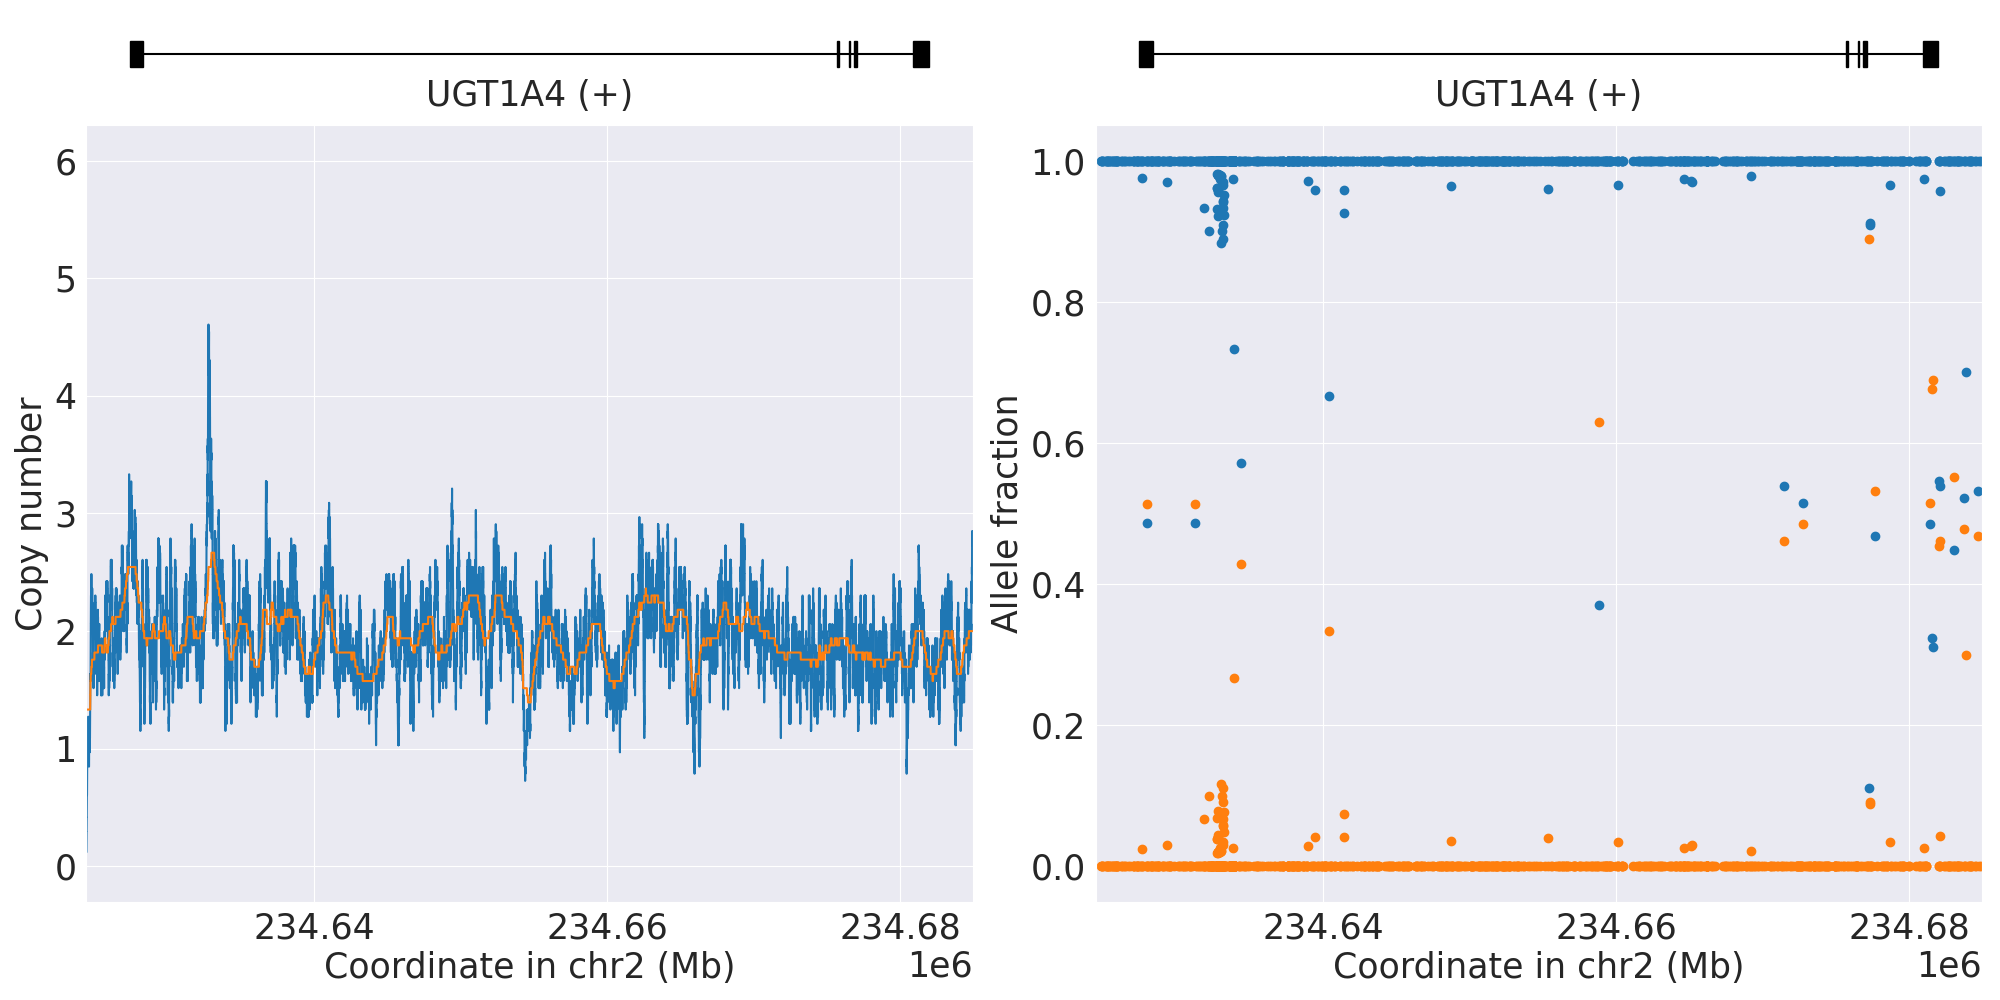 UGT1A4 (+)
6
5
4
3
2
1
0
Copy number
234.64 234.66 234.68
Coordinate in chr2 (Mb)
1e6
UGT1A4 (+)
1.0
0.8
0.6
0.4
0.2
0.0
Allele fraction
234.64 234.66 234.68
Coordinate in chr2 (Mb)
1e6